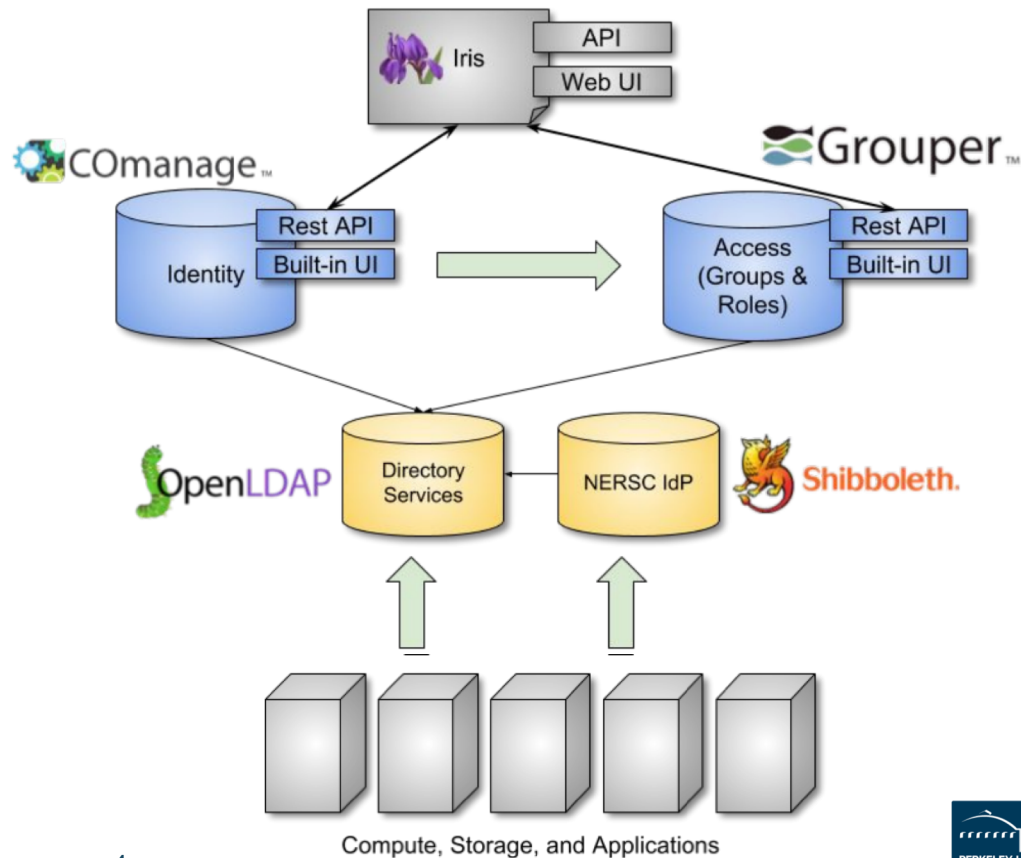 Iris
API
Web UI
COmanage™
Grouper™
Identity
Rest API
Built-in UI
Access
(Groups &
Roles)
Rest API
Built-in UI
OpenLDAP
Directory
Services
NERSC IdP
Shibboleth.
Compute, Storage, and Applications